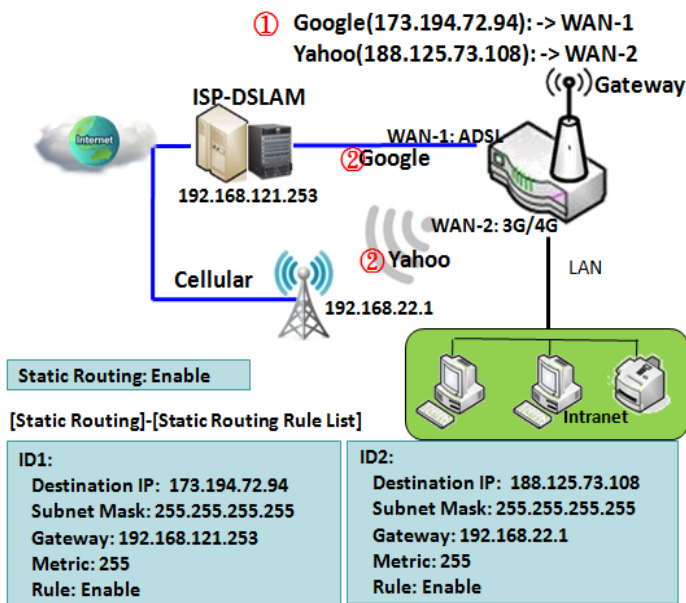 ① Google(173.194.72.94): -> WAN-1
Yahoo(188.125.73.108): -> WAN-2
Gateway
ISP-DSLAM
Internet
WAN-1: ADSL
②Google
192.168.121.253
WAN-2: 3G/4G
② Yahoo
LAN
Cellular
192.168.22.1
Intranet
Static Routing: Enable
[Static Routing]-[Static Routing Rule List]
ID1:
Destination IP: 173.194.72.94
Subnet Mask: 255.255.255.255
Gateway: 192.168.121.253
Metric: 255
Rule: Enable
ID2:
Destination IP: 188.125.73.108
Subnet Mask: 255.255.255.255
Gateway: 192.168.22.1
Metric: 255
Rule: Enable